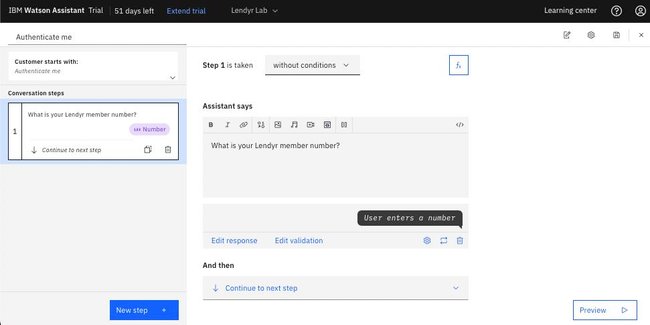 IBM Watson Assistant Trial
51 days left
Extend trial
Lendyr Lab
Learning center
Authenticate me
Customer starts with:
Authenticate me
Conversation steps
1
What is your Lendyr member number?
Number
Continue to next step
New step +
Step 1 is taken
without conditions
fx
Assistant says
B I
</>
What is your Lendyr member number?
User enters a number
Edit response
Edit validation
And then
Continue to next step
Preview